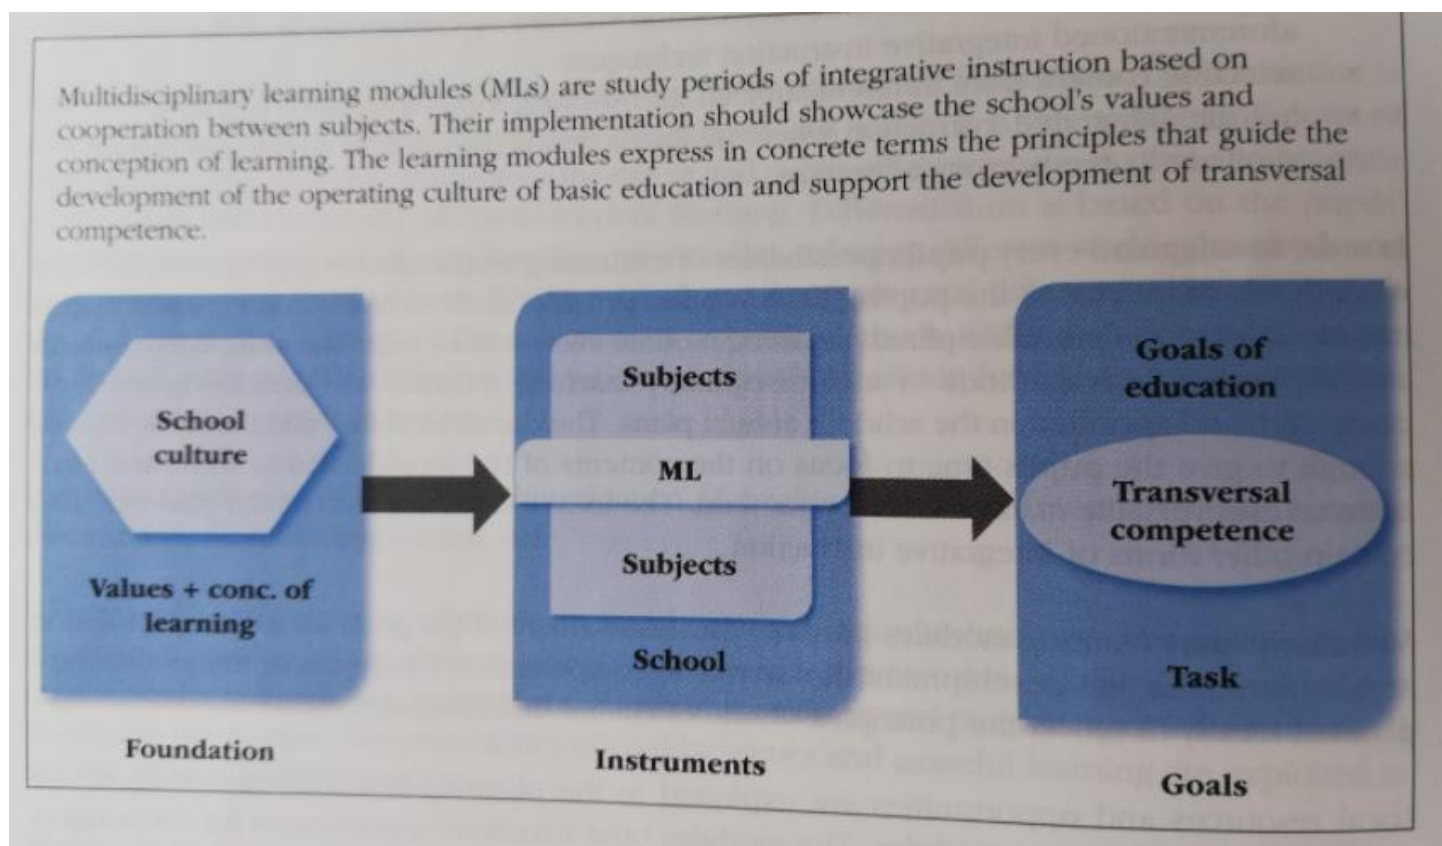 Multidisciplinary learning modules (MLs) are study periods of integrative instruction based on
cooperation between subjects. Their implementation should showcase the school's values and
conception of learning. The learning modules express in concrete terms the principles that guide the
development of the operating culture of basic education and support the development of transversal
competence.
School
culture
Values + conc. of
learning
Foundation
Subjects
ML
Subjects
School
Instruments
Goals of
education
Transversal
competence
Task
Goals